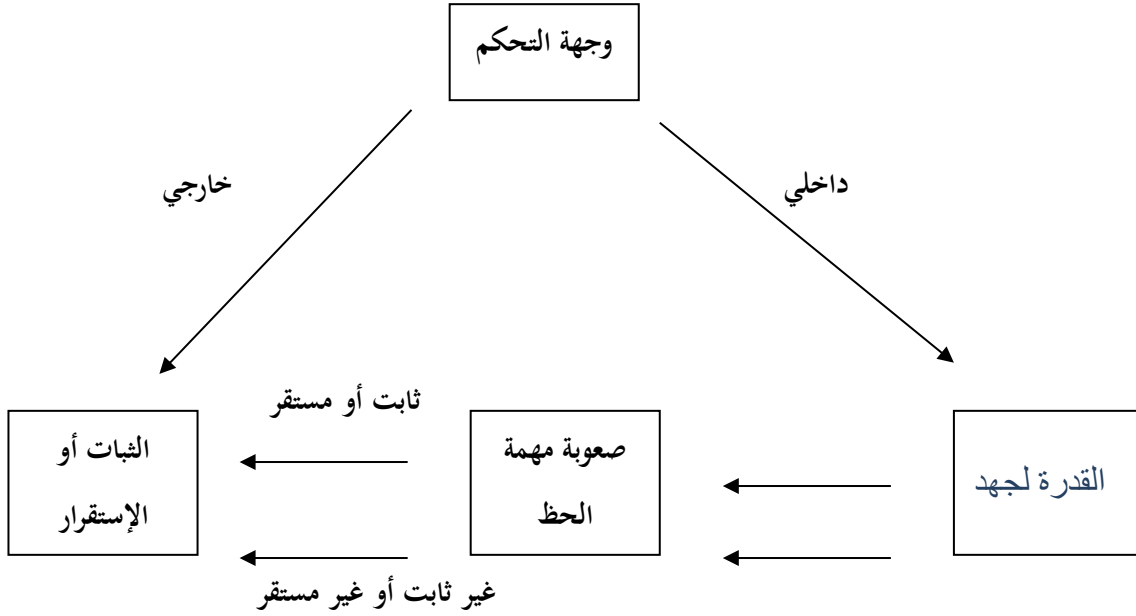 وجهة التحكم
داخلي
خارجي
ثابت أو مستقر
القدرة لجهد
صعوبة مهمة
الحظ
الثبات أو
الإستقرار
غير ثابت أو غير مستقر